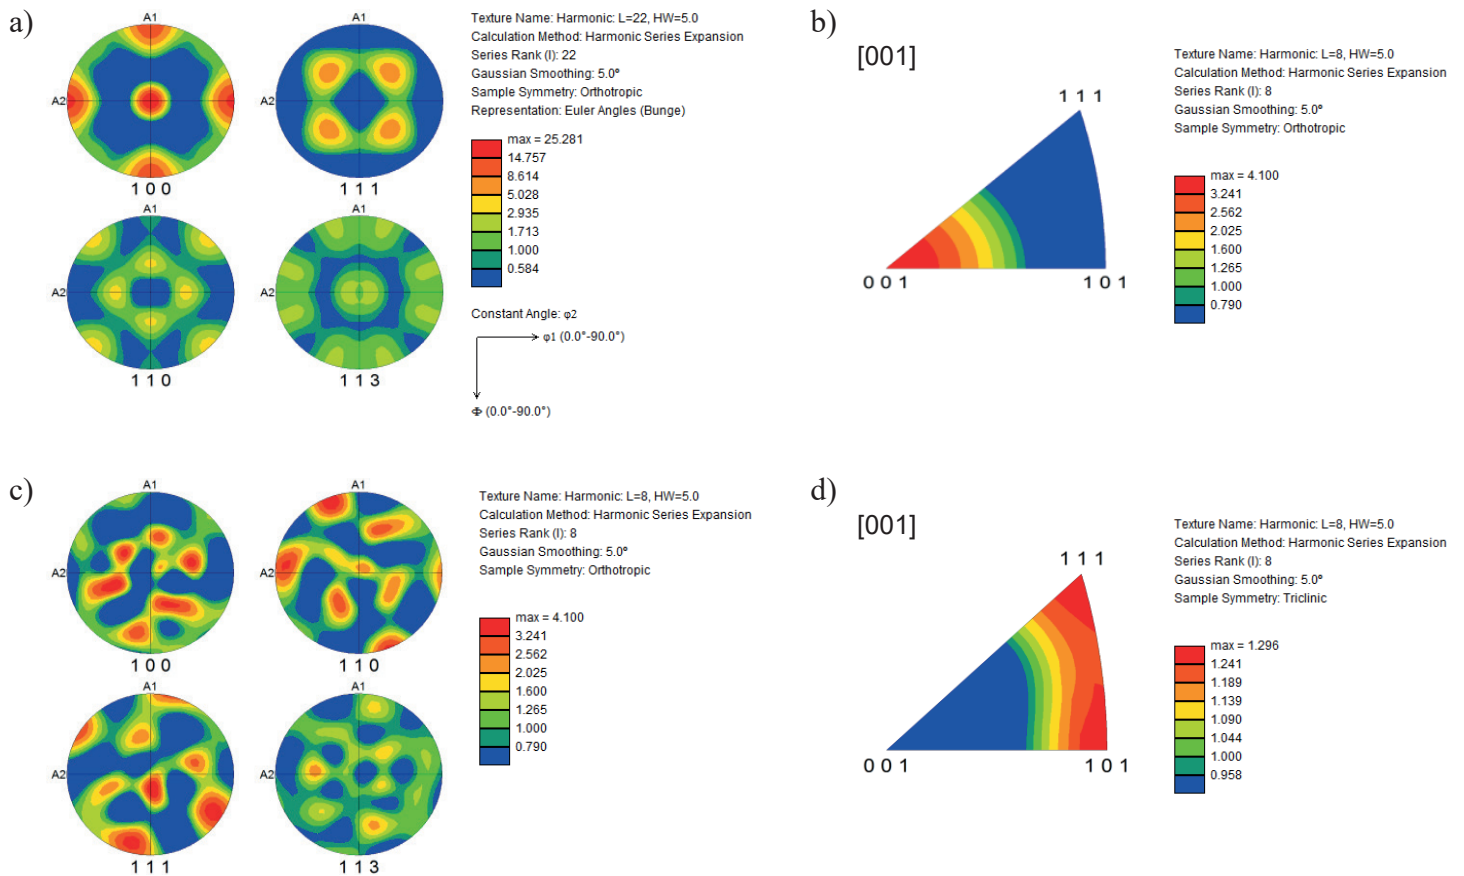 a)
A1
A2
1 0 0
A1
A2
1 1 1
A1
A2
1 1 0
A1
A2
1 1 3
Texture Name: Harmonic: L=22, HW=5.0
Calculation Method: Harmonic Series Expansion
Series Rank (l): 22
Gaussian Smoothing: 5.0°
Sample Symmetry: Orthotropic
Representation: Euler Angles (Bunge)
max = 25.281
14.757
8.614
5.028
2.935
1.713
1.000
0.584
Constant Angle: φ2
φ1 (0.0°-90.0°)
Φ (0.0°-90.0°)
b)
[001]
1 1 1
0 0 1
1 0 1
Texture Name: Harmonic: L=8, HW=5.0
Calculation Method: Harmonic Series Expansion
Series Rank (l): 8
Gaussian Smoothing: 5.0°
Sample Symmetry: Orthotropic
max = 4.100
3.241
2.562
2.025
1.600
1.265
1.000
0.790
c)
A1
A2
1 0 0
A1
A2
1 1 0
A1
A2
1 1 1
A1
A2
1 1 3
Texture Name: Harmonic: L=8, HW=5.0
Calculation Method: Harmonic Series Expansion
Series Rank (l): 8
Gaussian Smoothing: 5.0°
Sample Symmetry: Orthotropic
max = 4.100
3.241
2.562
2.025
1.600
1.265
1.000
0.790
d)
[001]
1 1 1
0 0 1
1 0 1
Texture Name: Harmonic: L=8, HW=5.0
Calculation Method: Harmonic Series Expansion
Series Rank (l): 8
Gaussian Smoothing: 5.0°
Sample Symmetry: Triclinic
max = 1.296
1.241
1.189
1.139
1.090
1.044
1.000
0.958